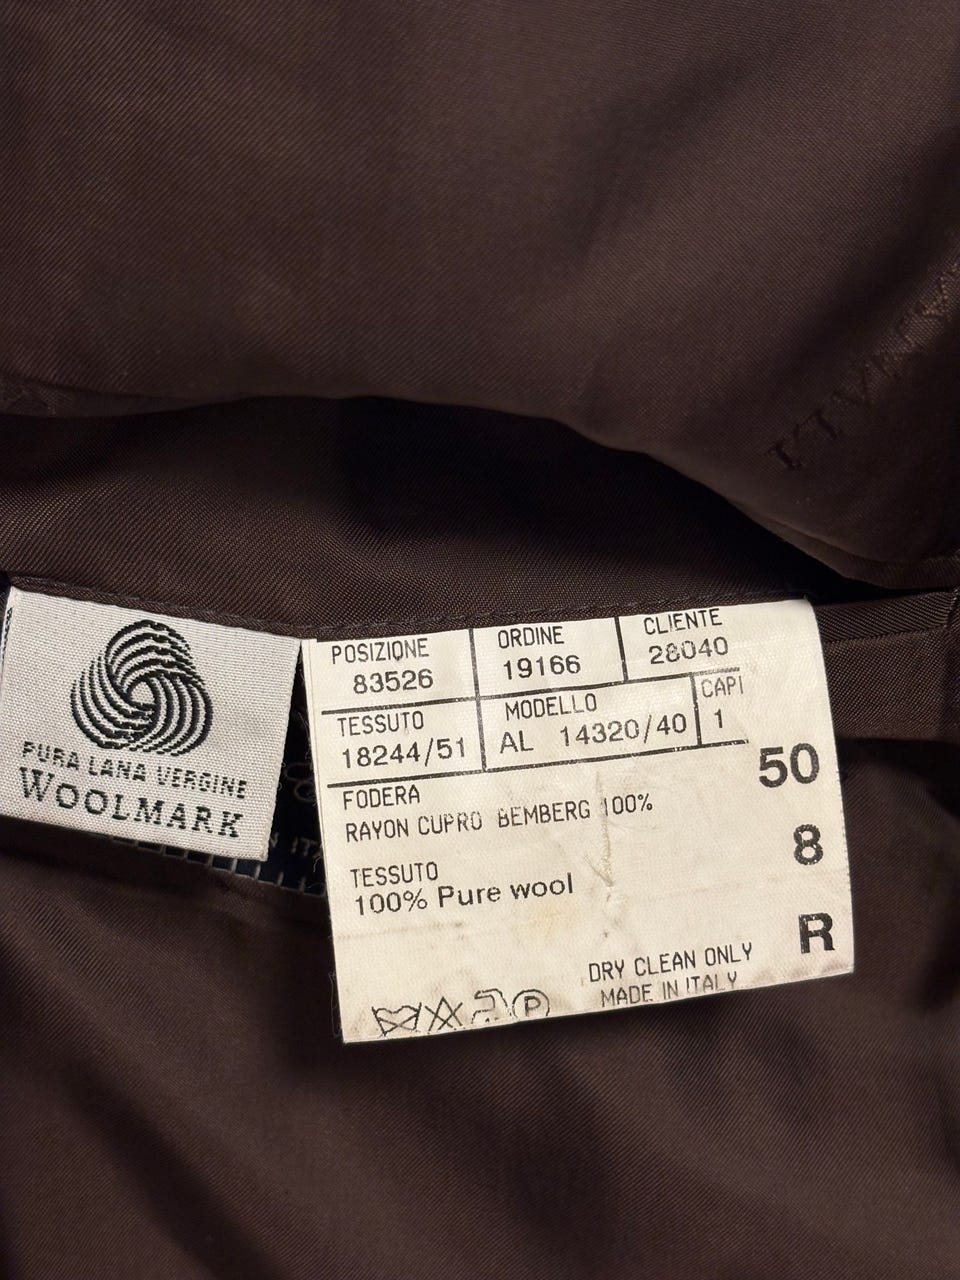 PURA LANA VERGINE
WOOLMARK
POSIZIONE ORDINE CLIENTE
83526 19166 28040
TESSUTO MODELLO CAPI
18244/51 AL 14320/40 1
FODERA
RAYON CUPRO BEMBERG 100%
TESSUTO
100% Pure wool
50
8
R
DRY CLEAN ONLY
MADE IN ITALY
P